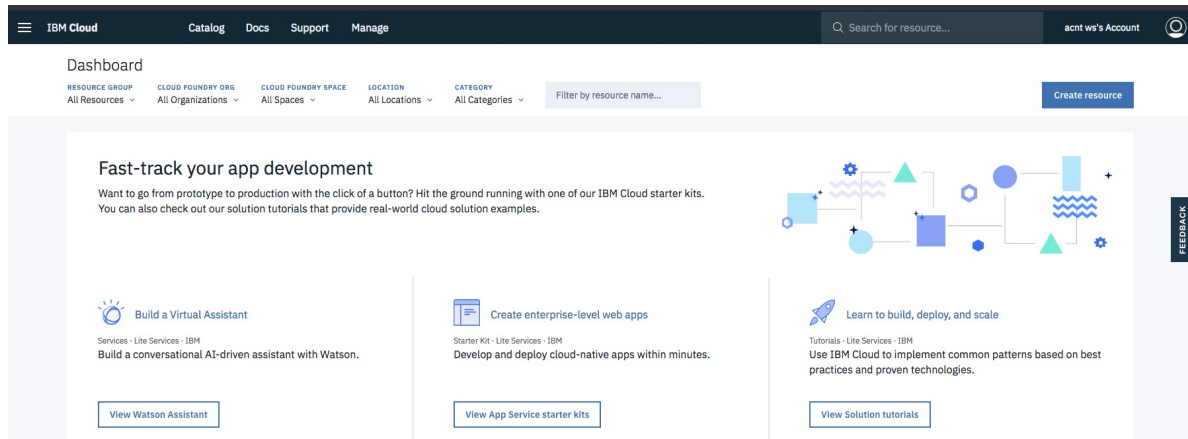 IBM Cloud Catalog Docs Support Manage Search for resource... acnt ws's Account
Dashboard
RESOURCE GROUP CLOUD FOUNDRY ORG CLOUD FOUNDRY SPACE LOCATION CATEGORY
All Resources All Organizations All Spaces All Locations All Categories Filter by resource name... Create resource
Fast-track your app development
Want to go from prototype to production with the click of a button? Hit the ground running with one of our IBM Cloud starter kits.
You can also check out our solution tutorials that provide real-world cloud solution examples.
FEEDBACK
Build a Virtual Assistant
Services · Lite Services · IBM
Build a conversational AI-driven assistant with Watson.
View Watson Assistant
Create enterprise-level web apps
Starter Kit · Lite Services · IBM
Develop and deploy cloud-native apps within minutes.
View App Service starter kits
Learn to build, deploy, and scale
Tutorials · Lite Services · IBM
Use IBM Cloud to implement common patterns based on best
practices and proven technologies.
View Solution tutorials